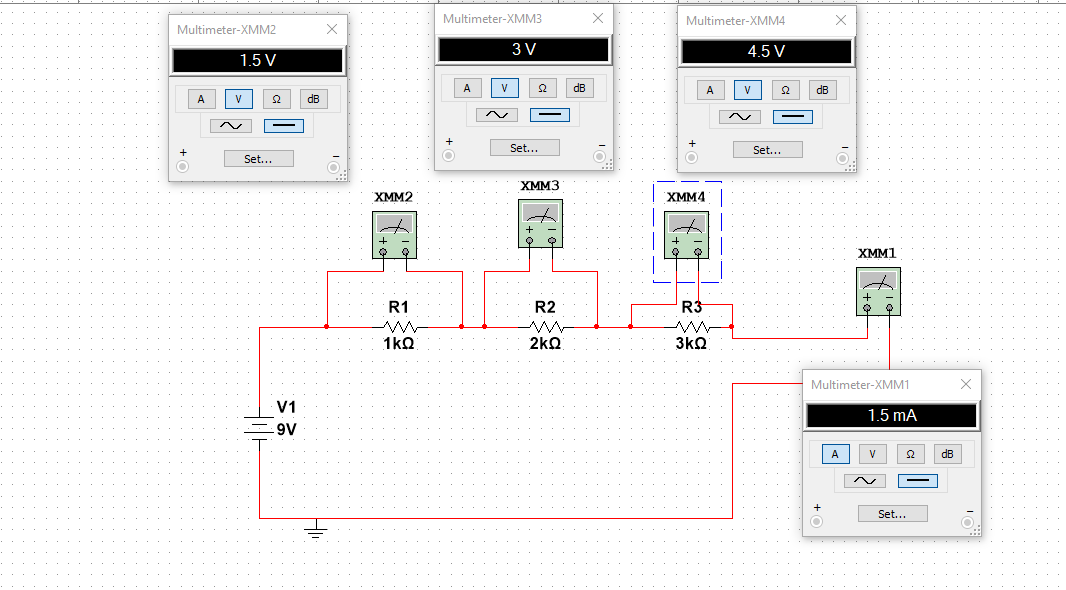 Multimeter-XMM2
1.5 V
A V Ω dB
+ −
Set...
Multimeter-XMM3
3 V
A V Ω dB
+ −
Set...
Multimeter-XMM4
4.5 V
A V Ω dB
+ −
Set...
XMM2
+ −
XMM3
+ −
XMM4
+ −
XMM1
+ −
R1
1kΩ
R2
2kΩ
R3
3kΩ
V1
9V
Multimeter-XMM1
1.5 mA
A V Ω dB
+ −
Set...